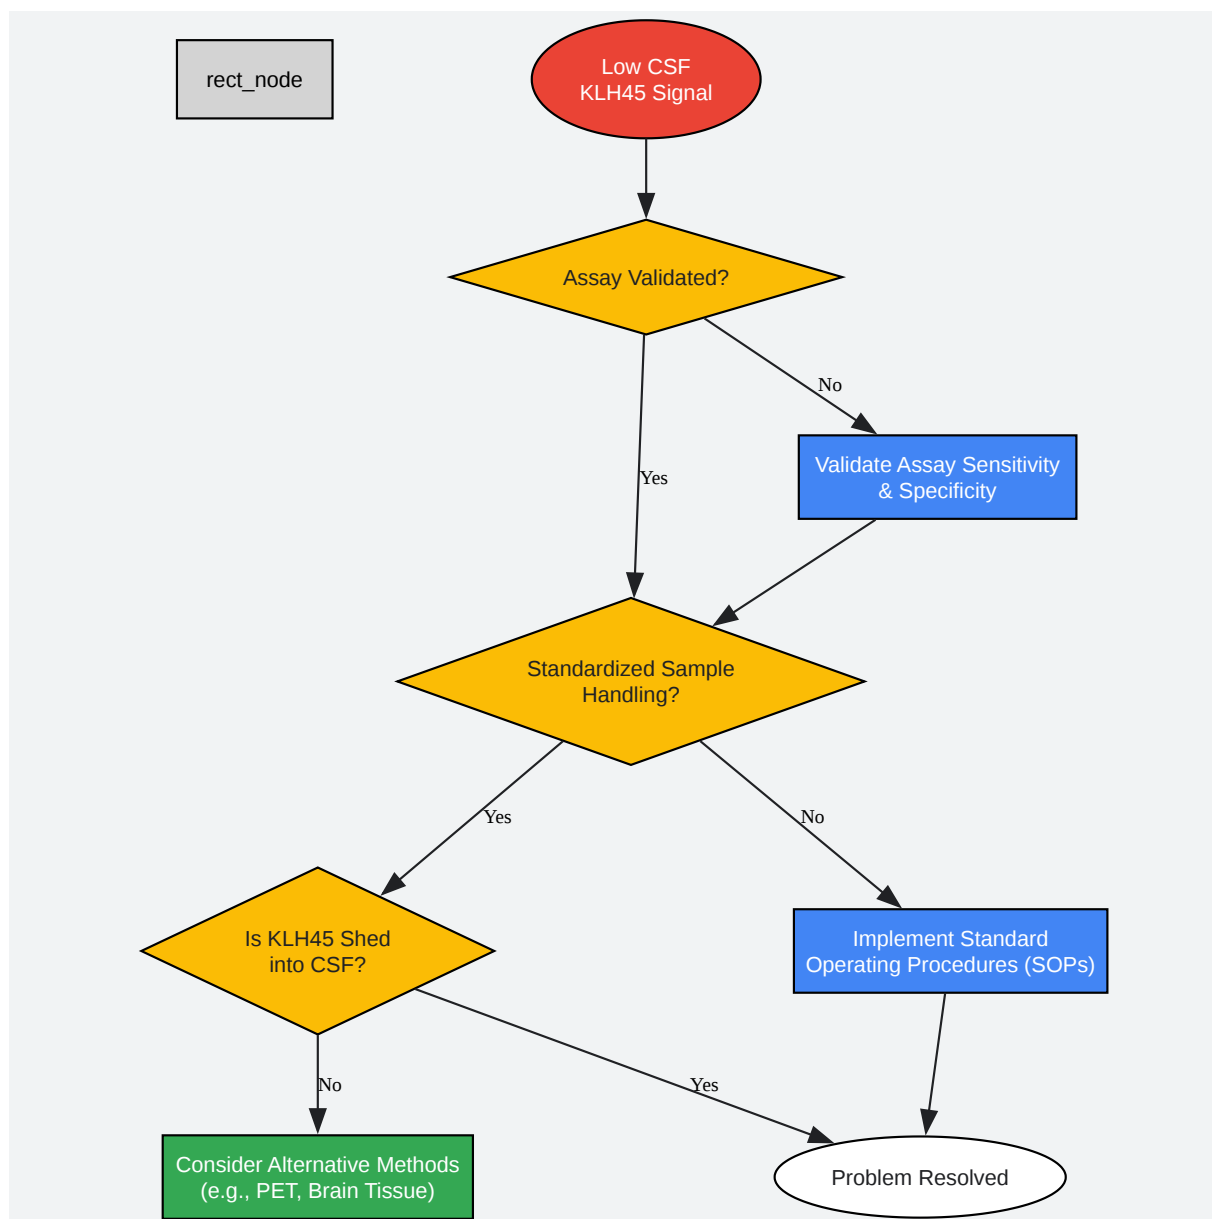 rect_node
Low CSF
KLH45 Signal
Assay Validated?
No
Validate Assay Sensitivity
& Specificity
Yes
Standardized Sample
Handling?
Yes
No
Is KLH45 Shed
into CSF?
Implement Standard
Operating Procedures (SOPs)
No
Yes
Consider Alternative Methods
(e.g., PET, Brain Tissue)
Problem Resolved